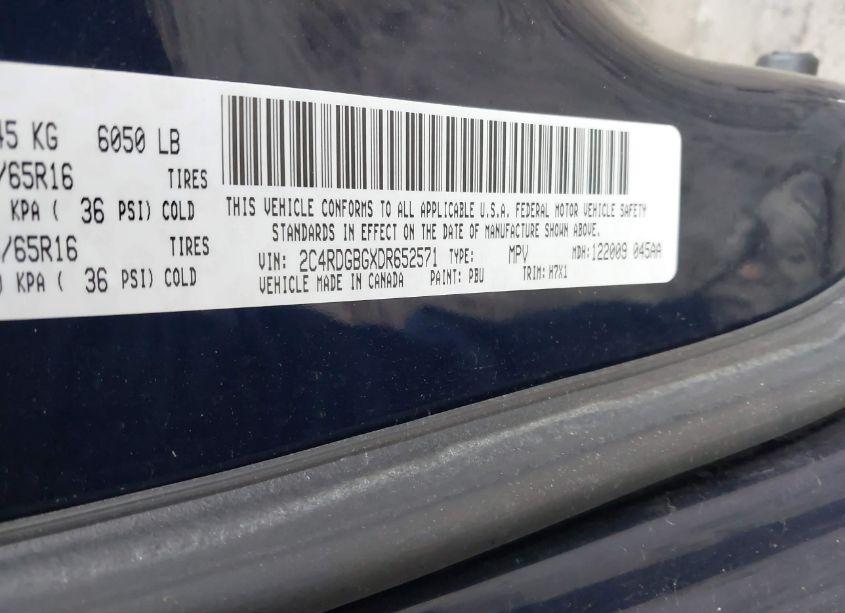 45 KG 6050 LB
/65R16 TIRES
KPA ( 36 PSI) COLD
/65R16 TIRES
) KPA ( 36 PSI) COLD
THIS VEHICLE CONFORMS TO ALL APPLICABLE U.S.A. FEDERAL MOTOR VEHICLE SAFETY
STANDARDS IN EFFECT ON THE DATE OF MANUFACTURE SHOWN ABOVE.
VIN: 2C4RDGBGXDR652571 TYPE: MPV MDH: 122009 045AA
VEHICLE MADE IN CANADA PAINT: PBU TRIM: H7X1